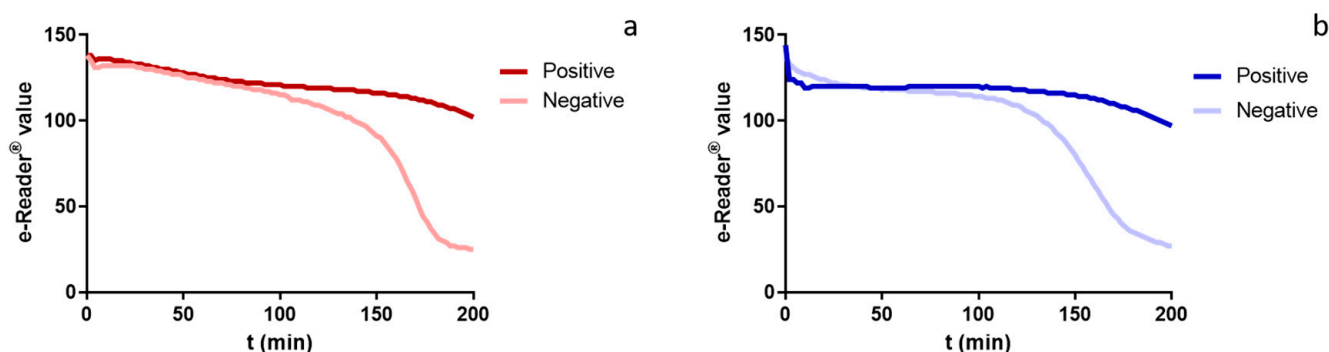 a
150
100
50
0
e-Reader® value
0 50 100 150 200
t (min)
Positive
Negative
b
150
100
50
0
e-Reader® value
0 50 100 150 200
t (min)
Positive
Negative